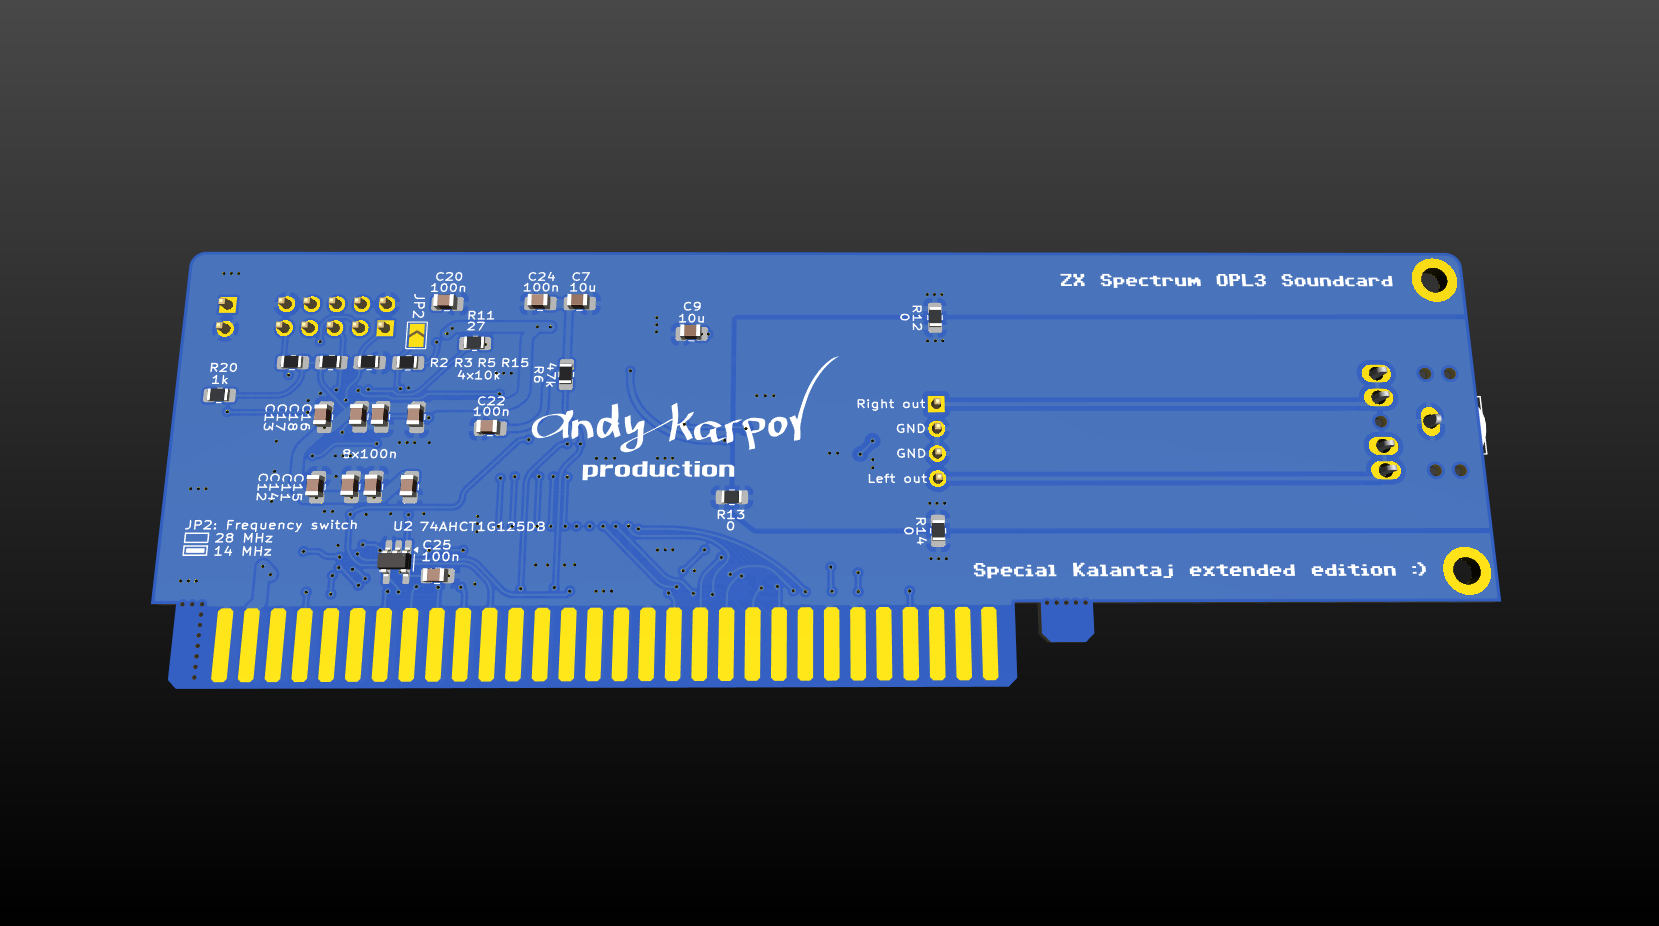 ZX Spectrum OPL3 Soundcard
C20
100n
C24
100n
C7
10u
JP2
C9
10u
R11
27
R12
0
R2 R3 R5 R15
4x10k
R6
47k
R20
1k
C13
C17
C18
C16
C22
100n
andy karpov
production
Right out
GND
GND
Left out
8x100n
C12
C14
C11
C15
R13
0
R14
0
JP2: Frequency switch
28 MHz
14 MHz
U2 74AHCT1G125D8
C25
100n
Special Kalantaj extended edition :)